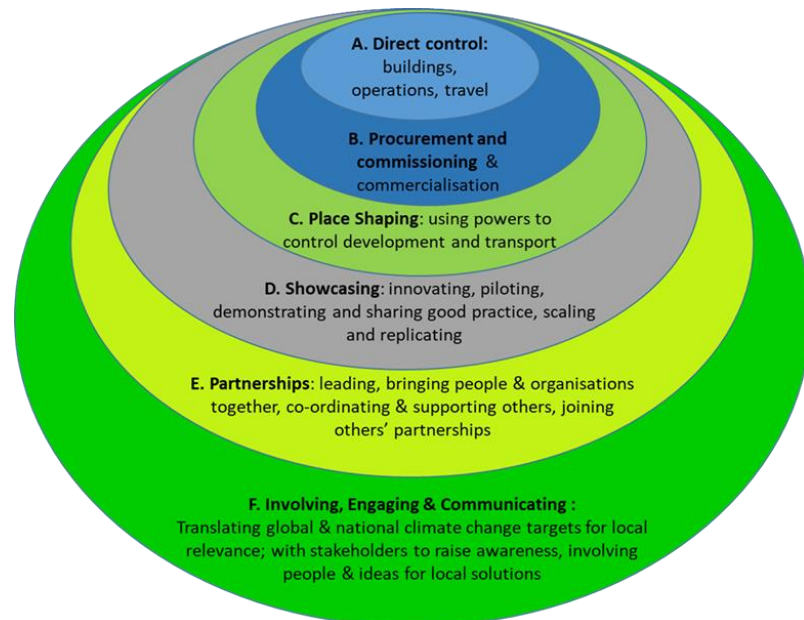 A. Direct control:
buildings,
operations, travel
B. Procurement and
commissioning &
commercialisation
C. Place Shaping: using powers to
control development and transport
D. Showcasing: innovating, piloting,
demonstrating and sharing good practice, scaling
and replicating
E. Partnerships: leading, bringing people & organisations
together, co-ordinating & supporting others, joining
others’ partnerships
F. Involving, Engaging & Communicating :
Translating global & national climate change targets for local
relevance; with stakeholders to raise awareness, involving
people & ideas for local solutions